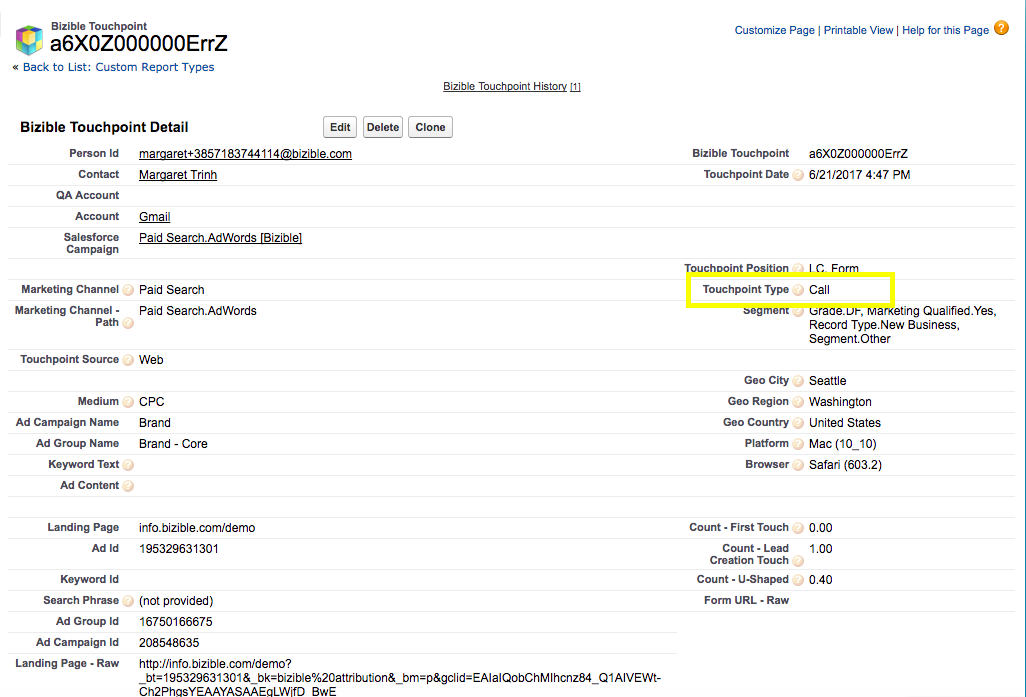 Bizible Touchpoint
a6X0Z000000ErrZ
Customize Page | Printable View | Help for this Page ?
« Back to List: Custom Report Types
Bizible Touchpoint History [1]
Bizible Touchpoint Detail Edit Delete Clone
Person Id margaret+3857183744114@bizible.com Bizible Touchpoint a6X0Z000000ErrZ
Contact Margaret Trinh Touchpoint Date ? 6/21/2017 4:47 PM
QA Account
Account Gmail
Salesforce
Campaign Paid Search.AdWords [Bizible]
Touchpoint Position ? LC, Form
Marketing Channel ? Paid Search Touchpoint Type ? Call
Marketing Channel -
Path ? Paid Search.AdWords Segment ? Grade.DF, Marketing Qualified.Yes,
Record Type.New Business,
Segment.Other
Touchpoint Source ? Web
Geo City ? Seattle
Medium ? CPC Geo Region ? Washington
Ad Campaign Name Brand Geo Country ? United States
Ad Group Name Brand - Core Platform ? Mac (10_10)
Keyword Text ? Browser ? Safari (603.2)
Ad Content ?
Landing Page info.bizible.com/demo Count - First Touch ? 0.00
Ad Id 195329631301 Count - Lead
Creation Touch ? 1.00
Keyword Id Count - U-Shaped ? 0.40
Search Phrase ? (not provided) Form URL - Raw
Ad Group Id 16750166675
Ad Campaign Id 208548635
Landing Page - Raw http://info.bizible.com/demo?
_bt=195329631301&_bk=bizible%20attribution&_bm=p&gclid=EAIaIQobChMIhcnz84_Q1AIVEWt-
Ch2PhgsYEAAYASAAEgLWjfD_BwE